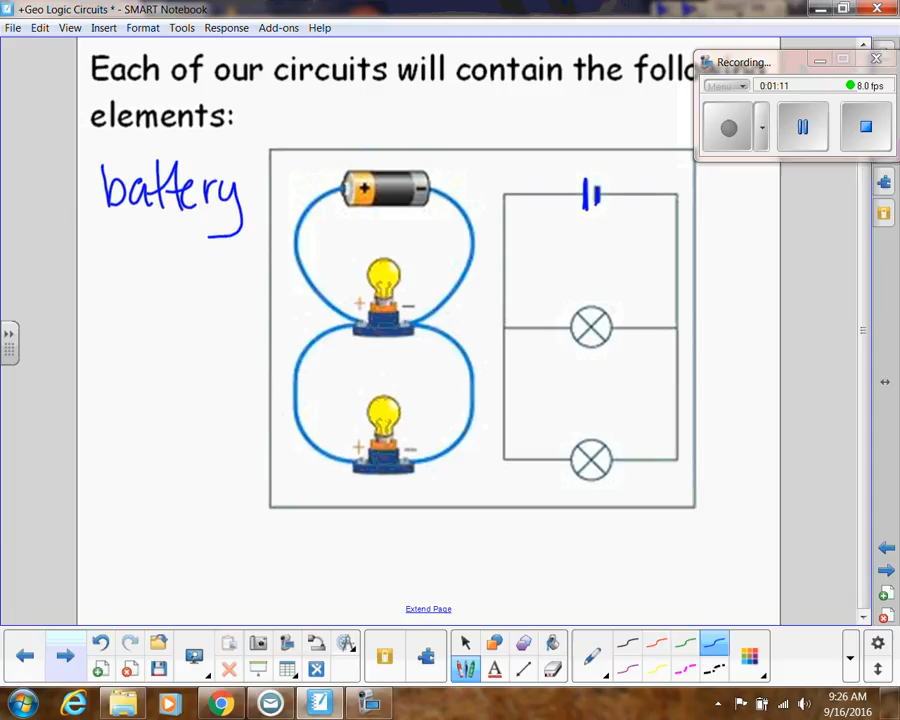 +Geo Logic Circuits * - SMART Notebook
File Edit View Insert Format Tools Response Add-ons Help
Each of our circuits will contain the
elements:
Recording...
Menu
0:01:11
8.0 fps
battery
+ −
+ −
+ −
Extend Page
A
9:26 AM
9/16/2016